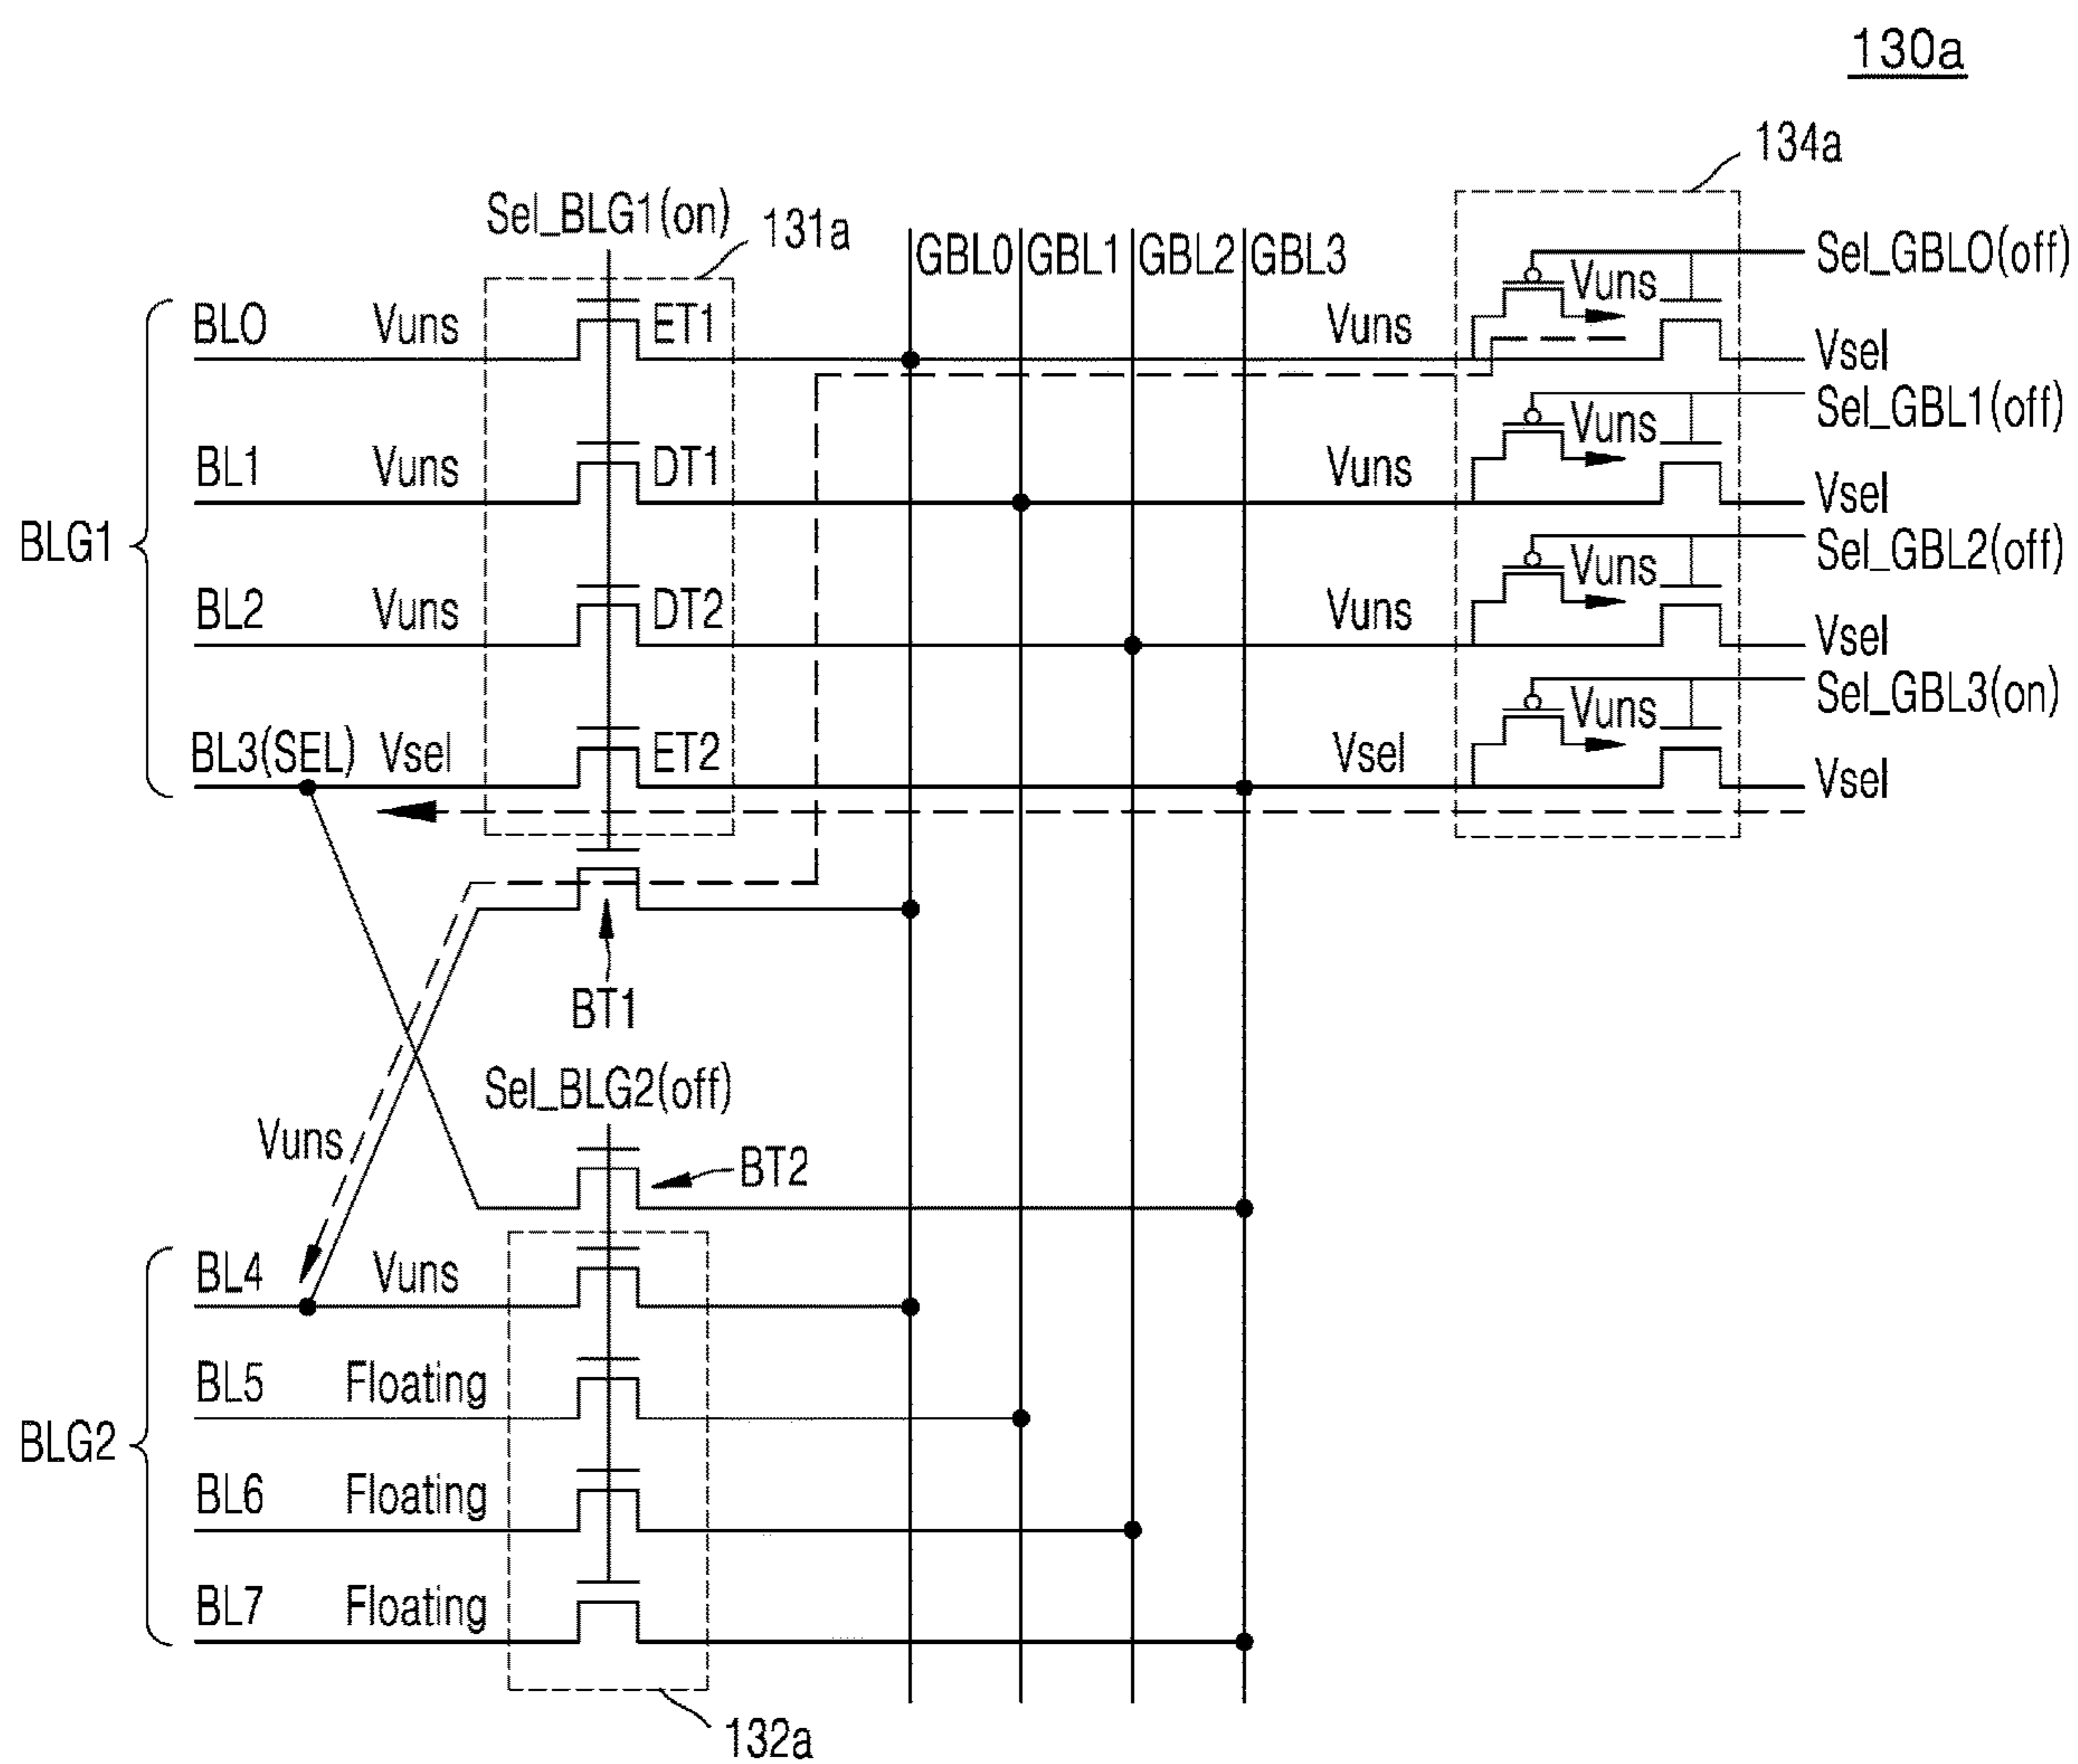 130a
134a
Sel_BLG1(on)
131a
GBL0 GBL1 GBL2 GBL3
Sel_GBL0(off)
Vuns
BL0 Vuns ET1 Vuns
Vsel
Sel_GBL1(off)
Vuns
BL1 Vuns DT1 Vuns
Vsel
BLG1
Sel_GBL2(off)
Vuns
BL2 Vuns DT2 Vuns
Vsel
Sel_GBL3(on)
Vuns
BL3(SEL) Vsel ET2 Vsel
Vsel
BT1
Sel_BLG2(off)
Vuns
BT2
BL4 Vuns
BL5 Floating
BLG2
BL6 Floating
BL7 Floating
132a